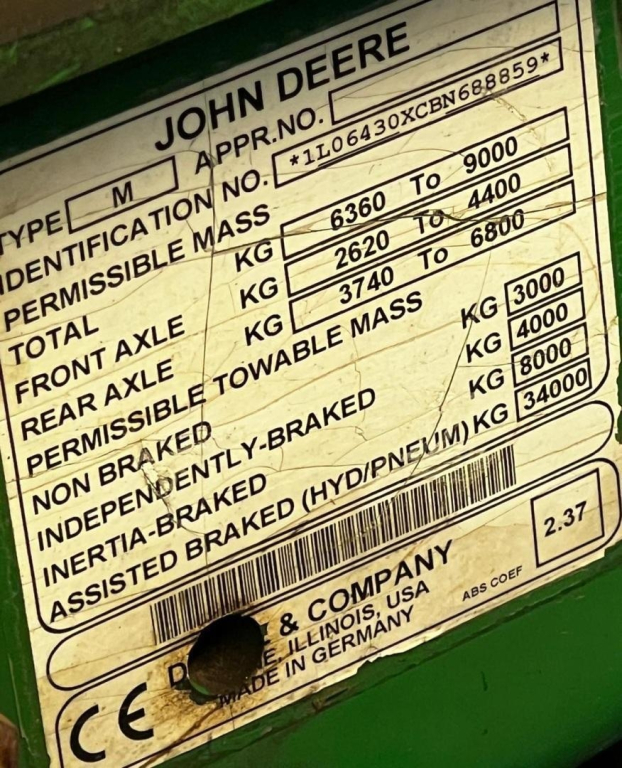 JOHN DEERE
TYPE M APPR.NO.
IDENTIFICATION NO. *1L06430XCBN688859*
PERMISSIBLE MASS
TOTAL KG 6360 To 9000
FRONT AXLE KG 2620 To 4400
REAR AXLE KG 3740 To 6800
PERMISSIBLE TOWABLE MASS
NON BRAKED KG 3000
INDEPENDENTLY-BRAKED KG 4000
INERTIA-BRAKED KG 8000
ASSISTED BRAKED (HYD/PNEUM) KG 34000
& COMPANY
ILLINOIS, USA
MADE IN GERMANY
ABS COEF 2.37
CE